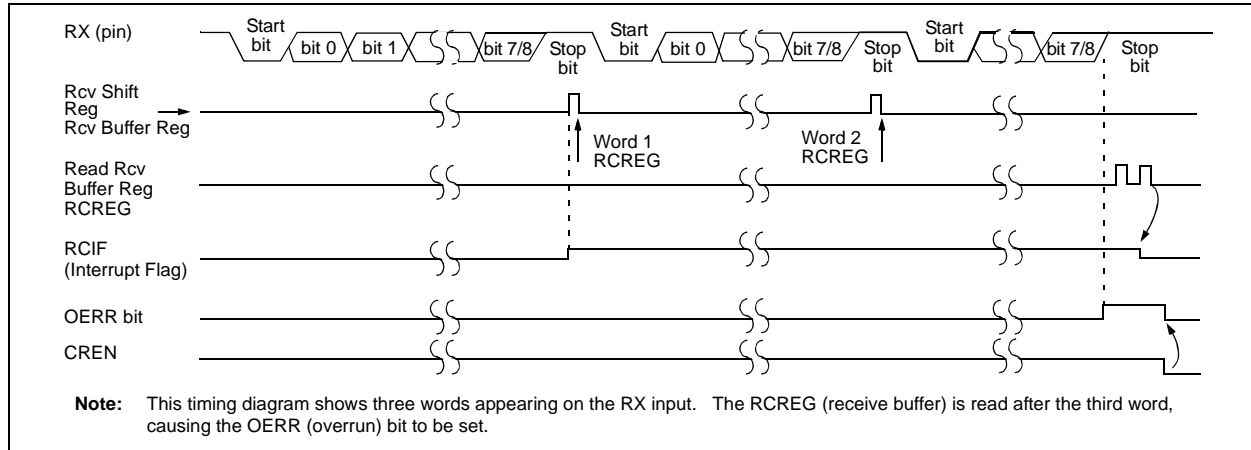 RX (pin)
Start
bit
bit 0
bit 1
bit 7/8
Stop
bit
Start
bit
bit 0
bit 7/8
Stop
bit
Start
bit
bit 7/8
Stop
bit
Rcv Shift
Reg
Rcv Buffer Reg
Word 1
RCREG
Word 2
RCREG
Read Rcv
Buffer Reg
RCREG
RCIF
(Interrupt Flag)
OERR bit
CREN
Note: This timing diagram shows three words appearing on the RX input. The RCREG (receive buffer) is read after the third word,
causing the OERR (overrun) bit to be set.